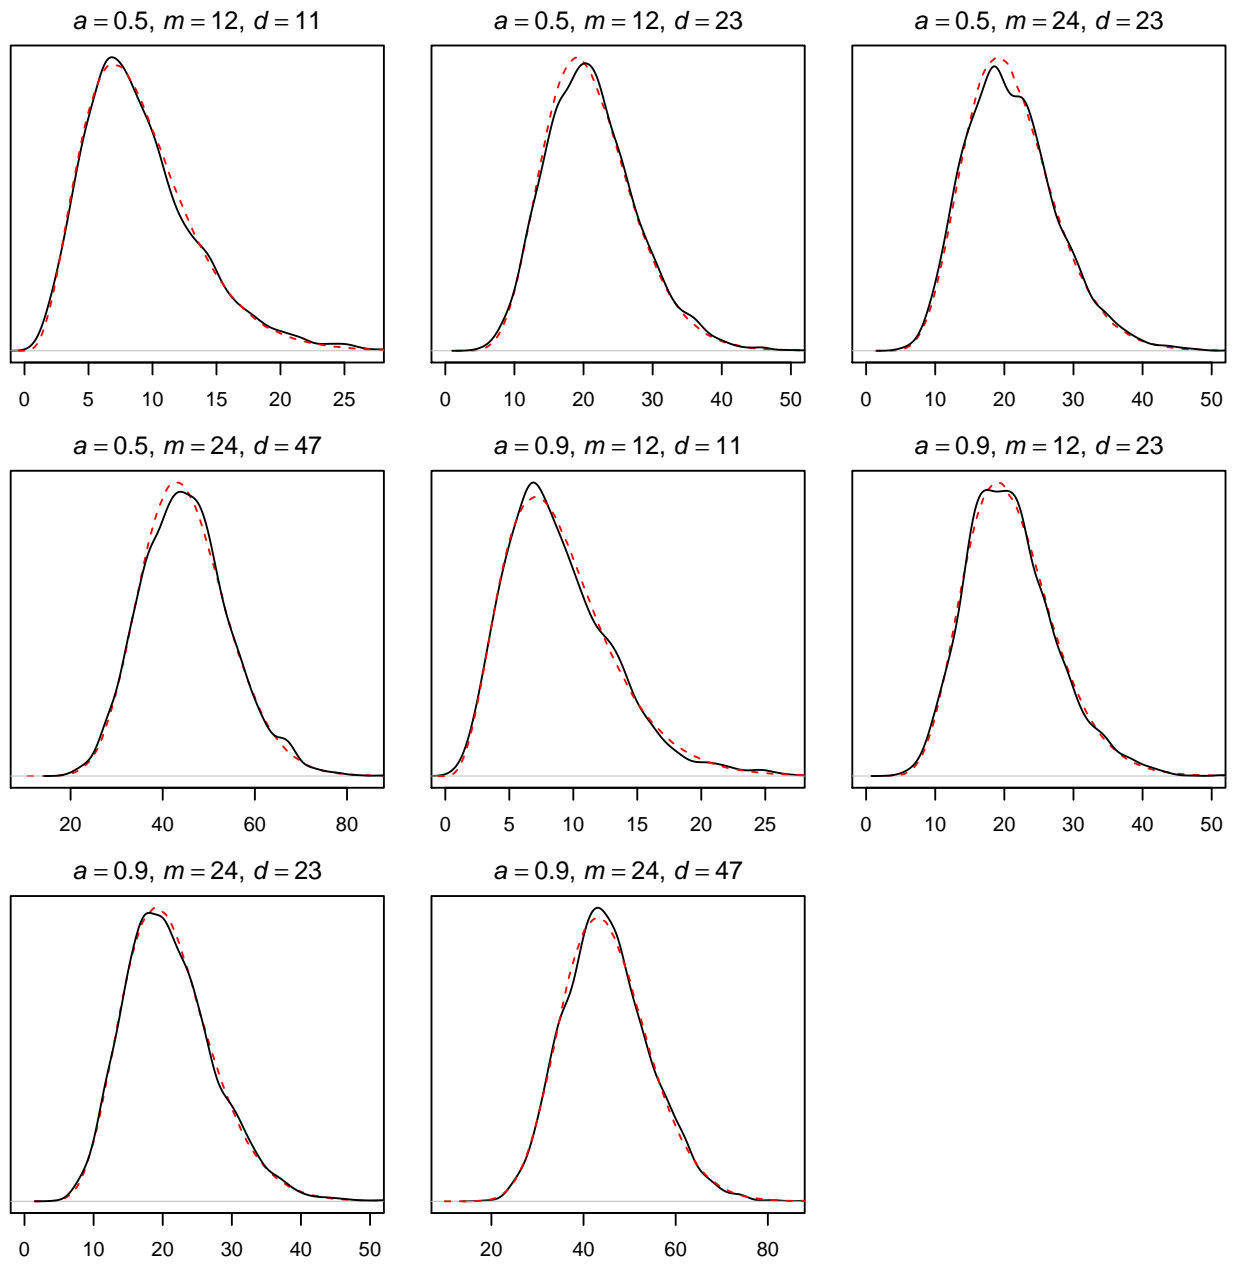 a = 0.5, m = 12, d = 11
a = 0.5, m = 12, d = 23
a = 0.5, m = 24, d = 23
0 5 10 15 20 25
0 10 20 30 40 50
0 10 20 30 40 50
a = 0.5, m = 24, d = 47
a = 0.9, m = 12, d = 11
a = 0.9, m = 12, d = 23
20 40 60 80
0 5 10 15 20 25
0 10 20 30 40 50
a = 0.9, m = 24, d = 23
a = 0.9, m = 24, d = 47
0 10 20 30 40 50
20 40 60 80